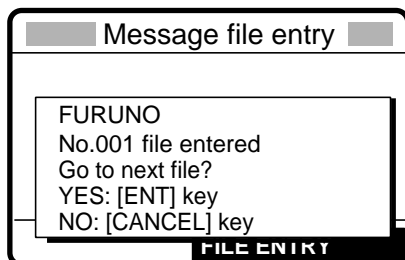 Message file entry
FURUNO
No.001 file entered
Go to next file?
YES: [ENT] key
NO: [CANCEL] key
FILE ENTRY